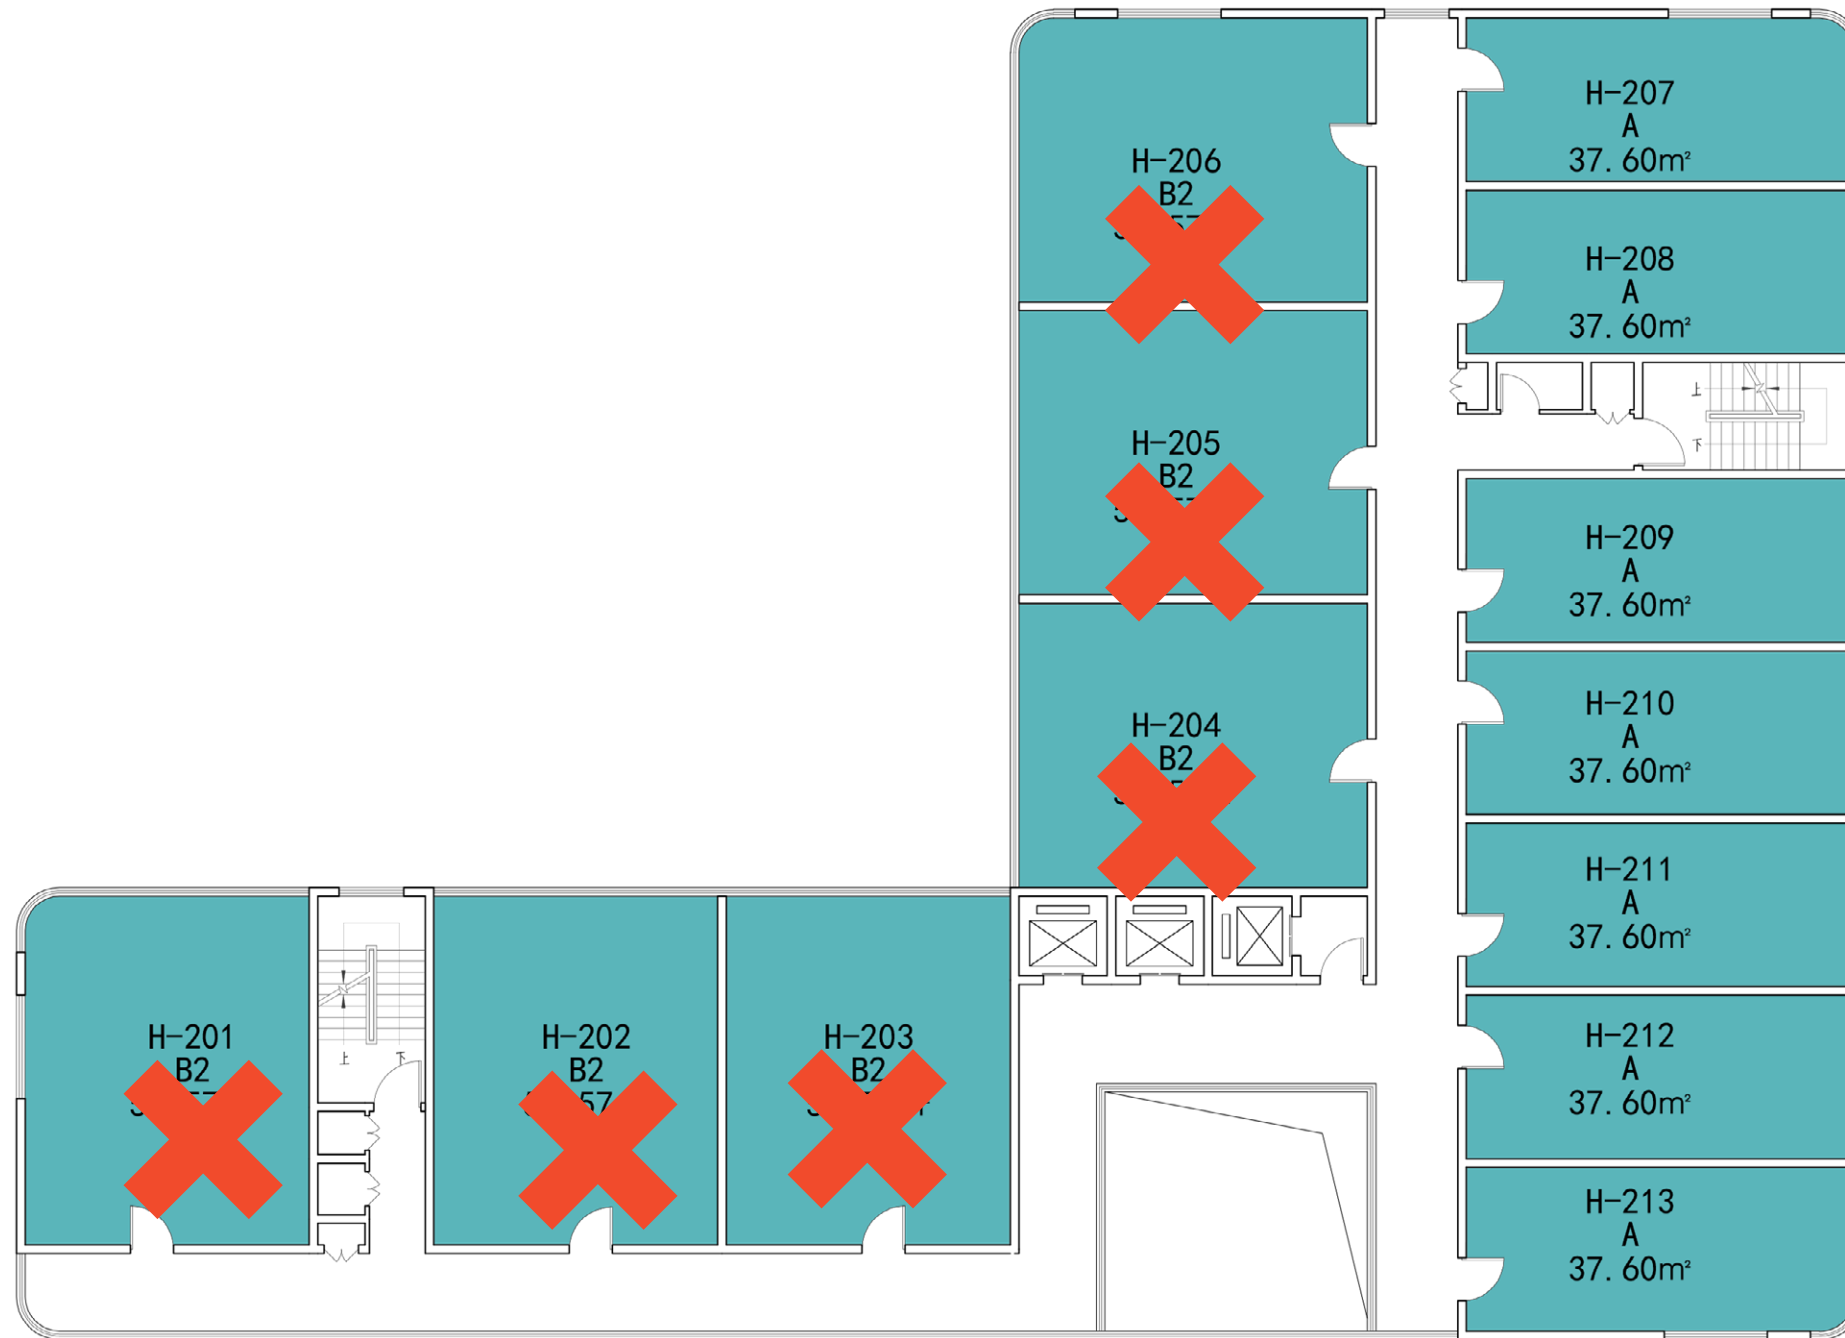 H-207
A
37.60m²
H-206
B2
H-208
A
37.60m²
上
下
H-205
B2
H-209
A
37.60m²
H-210
A
37.60m²
H-204
B2
H-211
A
37.60m²
H-201
B2
上 下
H-202
B2
H-203
B2
H-212
A
37.60m²
H-213
A
37.60m²